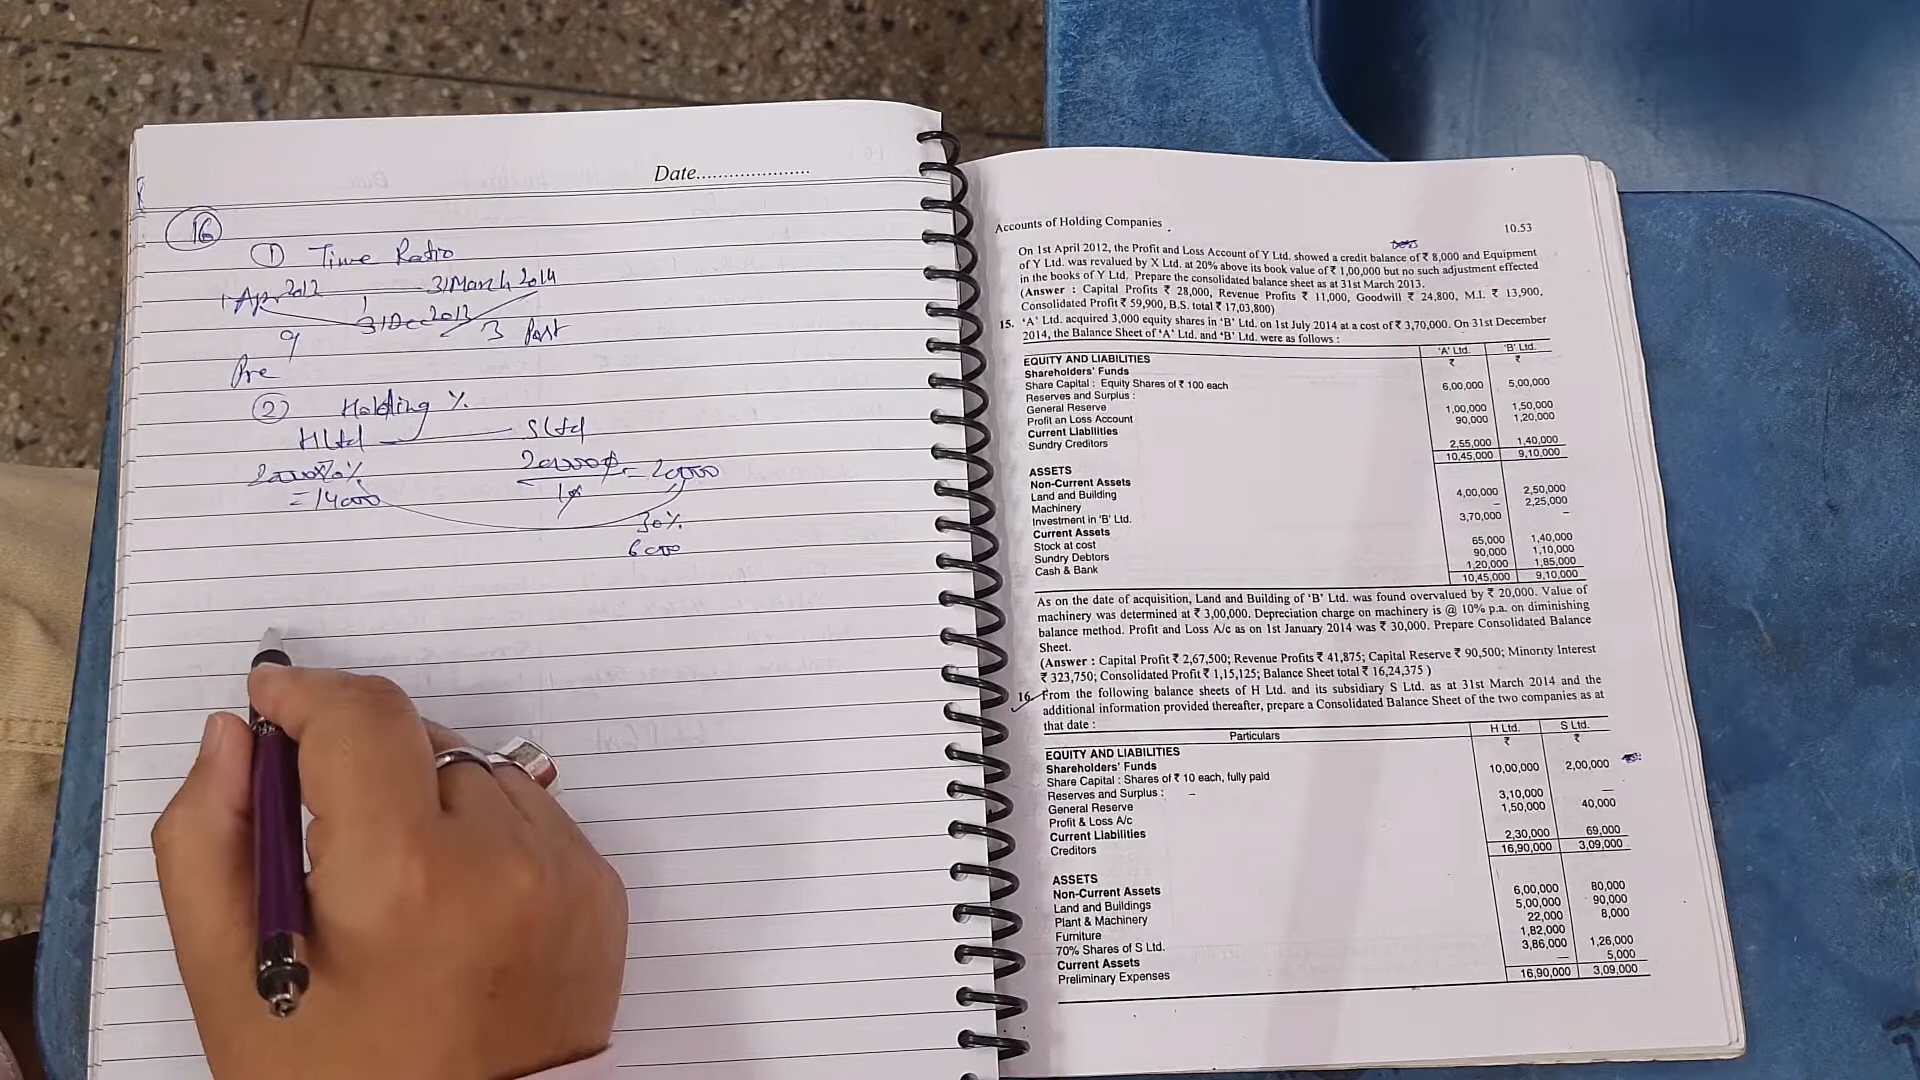 Date.....................
16
① Time Ratio
1 Apr 2012 31 March 2014
31 Dec 2013
9 3 Post
Pre
② Holding %
H Ltd S Ltd
= 14000
= 20000
30%
6000
Accounts of Holding Companies 10.53
On 1st April 2012, the Profit and Loss Account of Y Ltd. showed a credit balance of ₹ 8,000 and Equipment
of Y Ltd. was revalued by X Ltd. at 20% above its book value of ₹ 1,00,000 but no such adjustment effected
in the books of Y Ltd. Prepare the consolidated balance sheet as at 31st March 2013.
(Answer : Capital Profits ₹ 28,000, Revenue Profits ₹ 11,000, Goodwill ₹ 24,800, M.I. ₹ 13,900,
Consolidated Profit ₹ 59,900, B.S. total ₹ 17,03,800)
15. 'A' Ltd. acquired 3,000 equity shares in 'B' Ltd. on 1st July 2014 at a cost of ₹ 3,70,000. On 31st December
2014, the Balance Sheet of 'A' Ltd. and 'B' Ltd. were as follows :
'A' Ltd. 'B' Ltd.
₹ ₹
EQUITY AND LIABILITIES
Shareholders' Funds
Share Capital : Equity Shares of ₹ 100 each 6,00,000 5,00,000
Reserves and Surplus :
General Reserve 1,00,000 1,50,000
Profit an Loss Account 90,000 1,20,000
Current Liabilities
Sundry Creditors 2,55,000 1,40,000
10,45,000 9,10,000
ASSETS
Non-Current Assets
Land and Building 4,00,000 2,50,000
Machinery – 2,25,000
Investment in 'B' Ltd. 3,70,000 –
Current Assets
Stock at cost 65,000 1,40,000
Sundry Debtors 90,000 1,10,000
Cash & Bank 1,20,000 1,85,000
10,45,000 9,10,000
As on the date of acquisition, Land and Building of 'B' Ltd. was found overvalued by ₹ 20,000. Value of
machinery was determined at ₹ 3,00,000. Depreciation charge on machinery is @ 10% p.a. on diminishing
balance method. Profit and Loss A/c as on 1st January 2014 was ₹ 30,000. Prepare Consolidated Balance
Sheet.
(Answer : Capital Profit ₹ 2,67,500; Revenue Profits ₹ 41,875; Capital Reserve ₹ 90,500; Minority Interest
₹ 323,750; Consolidated Profit ₹ 1,15,125; Balance Sheet total ₹ 16,24,375 )
16. From the following balance sheets of H Ltd. and its subsidiary S Ltd. as at 31st March 2014 and the
additional information provided thereafter, prepare a Consolidated Balance Sheet of the two companies as at
that date :
Particulars H Ltd. S Ltd.
₹ ₹
EQUITY AND LIABILITIES
Shareholders' Funds
Share Capital : Shares of ₹ 10 each, fully paid 10,00,000 2,00,000
Reserves and Surplus :
General Reserve 3,10,000 —
Profit & Loss A/c 1,50,000 40,000
Current Liabilities
Creditors 2,30,000 69,000
16,90,000 3,09,000
ASSETS
Non-Current Assets
Land and Buildings 6,00,000 80,000
Plant & Machinery 5,00,000 90,000
Furniture 22,000 8,000
70% Shares of S Ltd. 1,82,000
Current Assets 3,86,000 1,26,000
Preliminary Expenses — 5,000
16,90,000 3,09,000